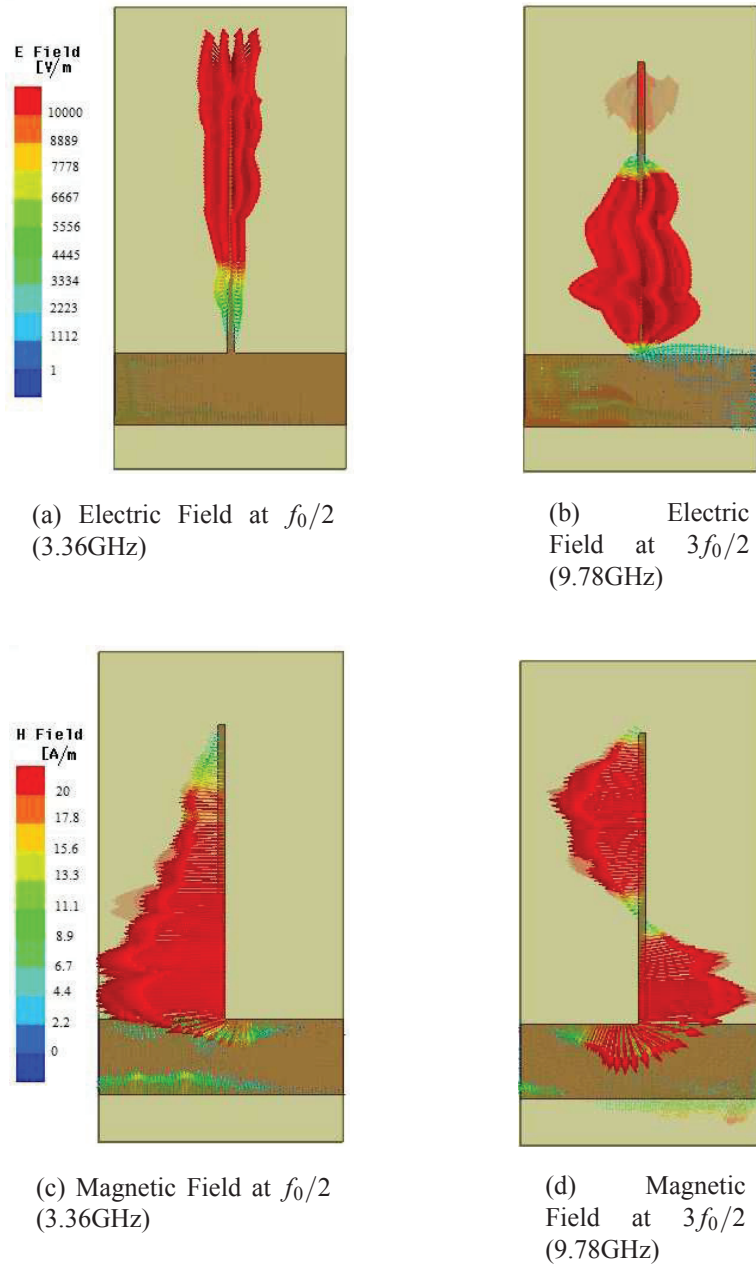 E Field
[V/m
10000
8889
7778
6667
5556
4445
3334
2223
1112
1
(a) Electric Field at f₀/2
(3.36GHz)
(b) Electric
Field at 3f₀/2
(9.78GHz)
H Field
[A/m
20
17.8
15.6
13.3
11.1
8.9
6.7
4.4
2.2
0
(c) Magnetic Field at f₀/2
(3.36GHz)
(d) Magnetic
Field at 3f₀/2
(9.78GHz)